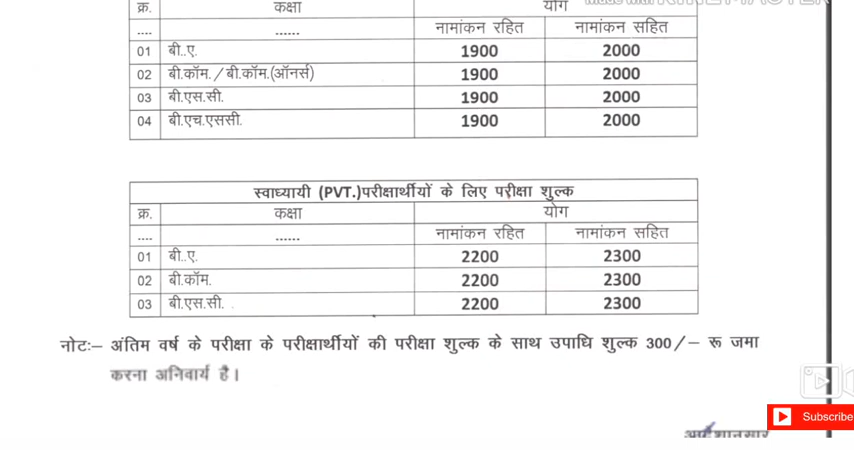 क्र. कक्षा योग
.... ...... नामांकन रहित नामांकन सहित
01 बी..ए. 1900 2000
02 बी.कॉम. / बी.कॉम.(ऑनर्स) 1900 2000
03 बी.एस.सी. 1900 2000
04 बी.एच.एससी. 1900 2000
स्वाध्यायी (PVT.)परीक्षार्थीयों के लिए परीक्षा शुल्क
क्र. कक्षा योग
.... ...... नामांकन रहित नामांकन सहित
01 बी..ए. 2200 2300
02 बी.कॉम. 2200 2300
03 बी.एस.सी. 2200 2300
नोटः– अंतिम वर्ष के परीक्षा के परीक्षार्थीयों की परीक्षा शुल्क के साथ उपाधि शुल्क 300/– रू जमा
करना अनिवार्य है।
Subscribe